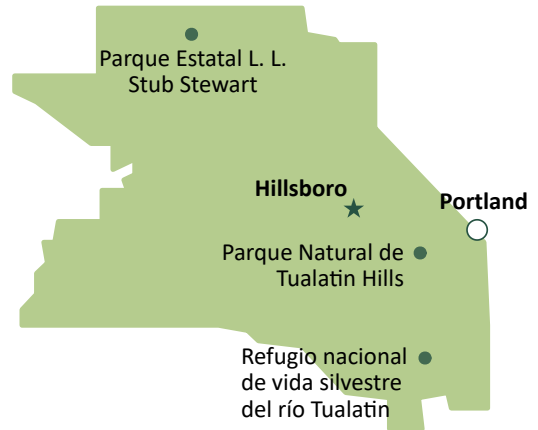 Parque Estatal L. L.
Stub Stewart
Hillsboro
Portland
Parque Natural de
Tualatin Hills
Refugio nacional
de vida silvestre
del río Tualatin